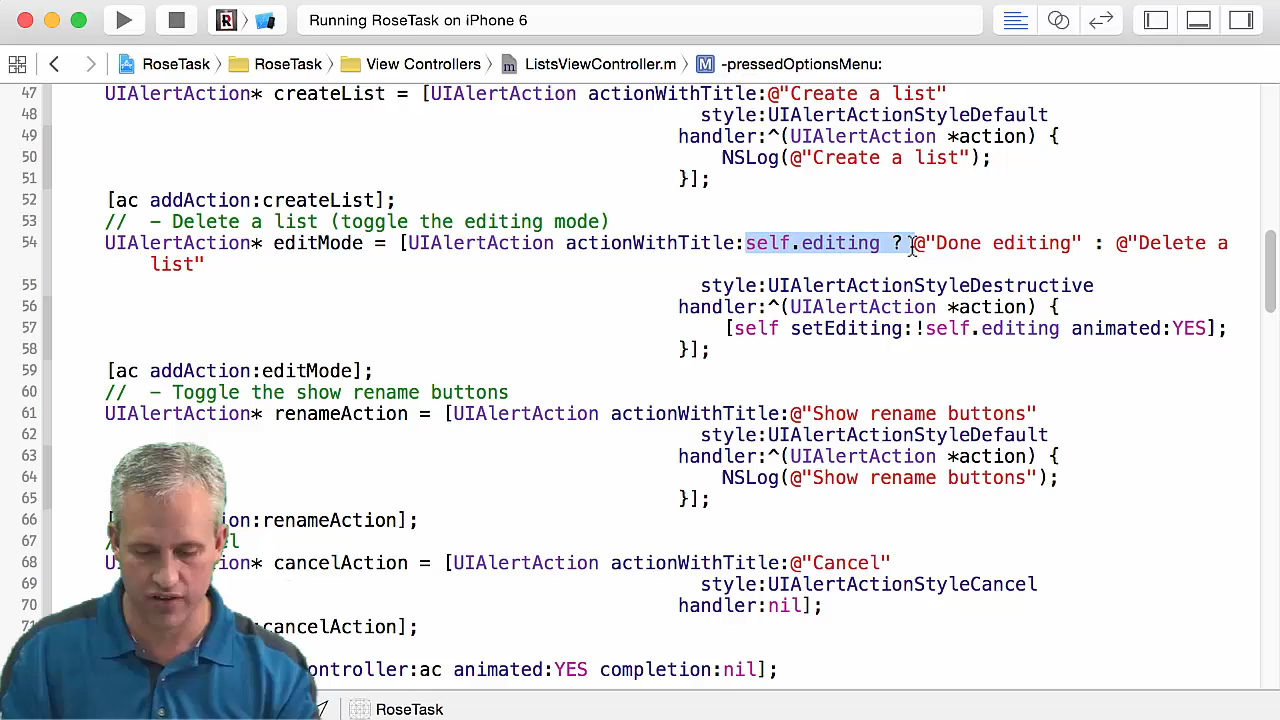 Running RoseTask on iPhone 6
RoseTask RoseTask View Controllers ListsViewController.m M -pressedOptionsMenu:
47 UIAlertAction* createList = [UIAlertAction actionWithTitle:@"Create a list"
48 style:UIAlertActionStyleDefault
49 handler:^(UIAlertAction *action) {
50 NSLog(@"Create a list");
51 }];
52 [ac addAction:createList];
53 // - Delete a list (toggle the editing mode)
54 UIAlertAction* editMode = [UIAlertAction actionWithTitle:self.editing ? @"Done editing" : @"Delete a
list"
55 style:UIAlertActionStyleDestructive
56 handler:^(UIAlertAction *action) {
57 [self setEditing:!self.editing animated:YES];
58 }];
59 [ac addAction:editMode];
60 // - Toggle the show rename buttons
61 UIAlertAction* renameAction = [UIAlertAction actionWithTitle:@"Show rename buttons"
62 style:UIAlertActionStyleDefault
63 handler:^(UIAlertAction *action) {
64 NSLog(@"Show rename buttons");
65 }];
66 :renameAction];
67
68 cancelAction = [UIAlertAction actionWithTitle:@"Cancel"
69 style:UIAlertActionStyleCancel
70 handler:nil];
:cancelAction];
ontroller:ac animated:YES completion:nil];
RoseTask